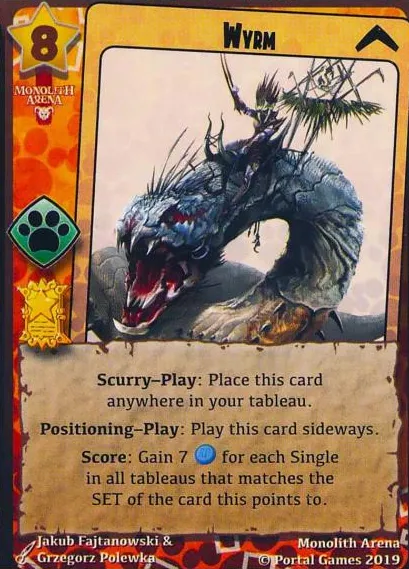 8
WYRM
MONOLITH
ARENA
Scurry–Play: Place this card
anywhere in your tableau.
Positioning–Play: Play this card sideways.
Score: Gain 7 for each Single
in all tableaus that matches the
SET of the card this points to.
Jakub Fajtanowski &
Grzegorz Polewka
Monolith Arena
© Portal Games 2019